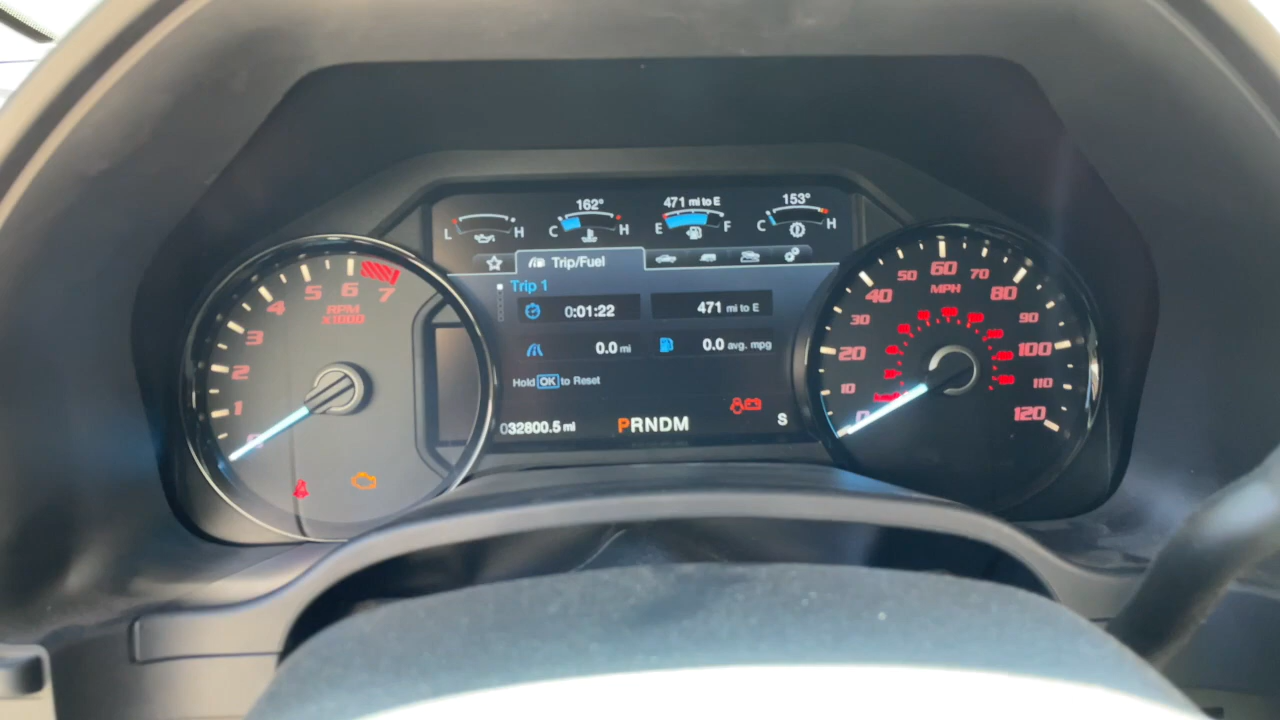 162° 471 mi to E 153°
L H C H E F C H
Trip/Fuel
Trip 1
0:01:22 471 mi to E
0.0 mi 0.0 avg. mpg
Hold OK to Reset
032800.5 mi PRNDM S
0 1 2 3 4 5 6 7
RPM
X1000
0 10 20 30 40 50 60 70 80 90 100 110 120
MPH